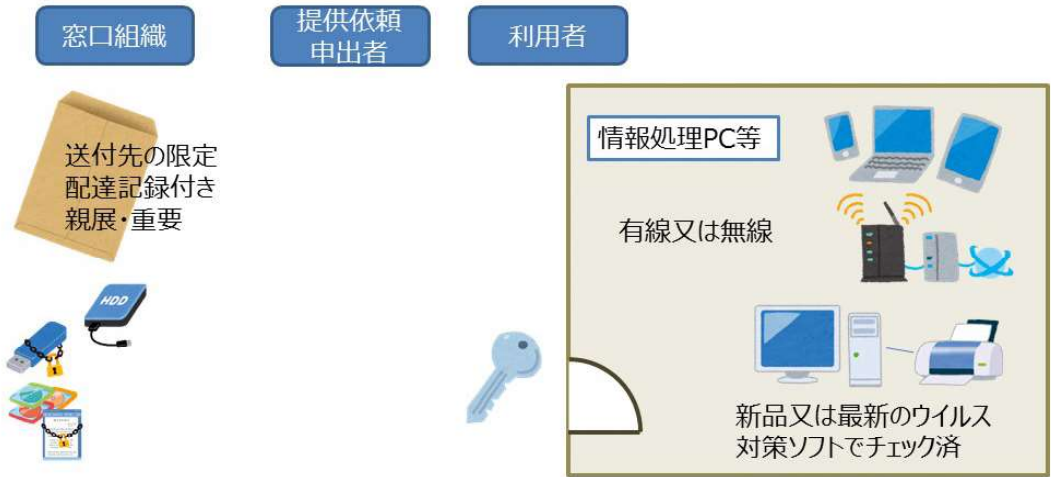 窓口組織
提供依頼
申出者
利用者
送付先の限定
配達記録付き
親展・重要
HDD
情報処理PC等
有線又は無線
新品又は最新のウイルス
対策ソフトでチェック済